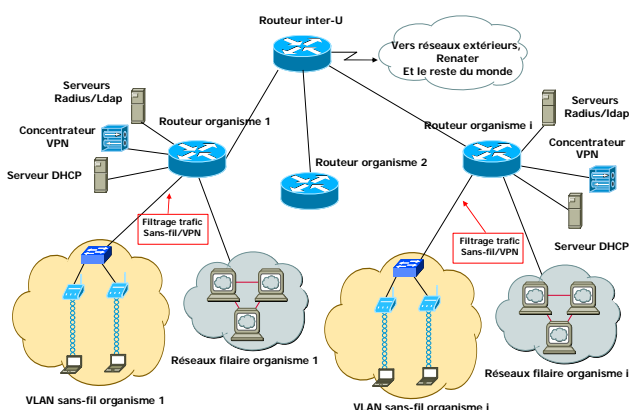 Routeur inter-U
Vers réseaux extérieurs,
Renater
Et le reste du monde
Serveurs
Radius/Ldap
Routeur organisme 1
Concentrateur
VPN
Serveur DHCP
Routeur organisme 2
Serveurs
Radius/ldap
Routeur organisme i
Concentrateur
VPN
Serveur DHCP
Filtrage trafic
Sans-fil/VPN
Filtrage trafic
Sans-fil/VPN
Réseaux filaire organisme 1
Réseaux filaire organisme i
VLAN sans-fil organisme 1
VLAN sans-fil organisme i